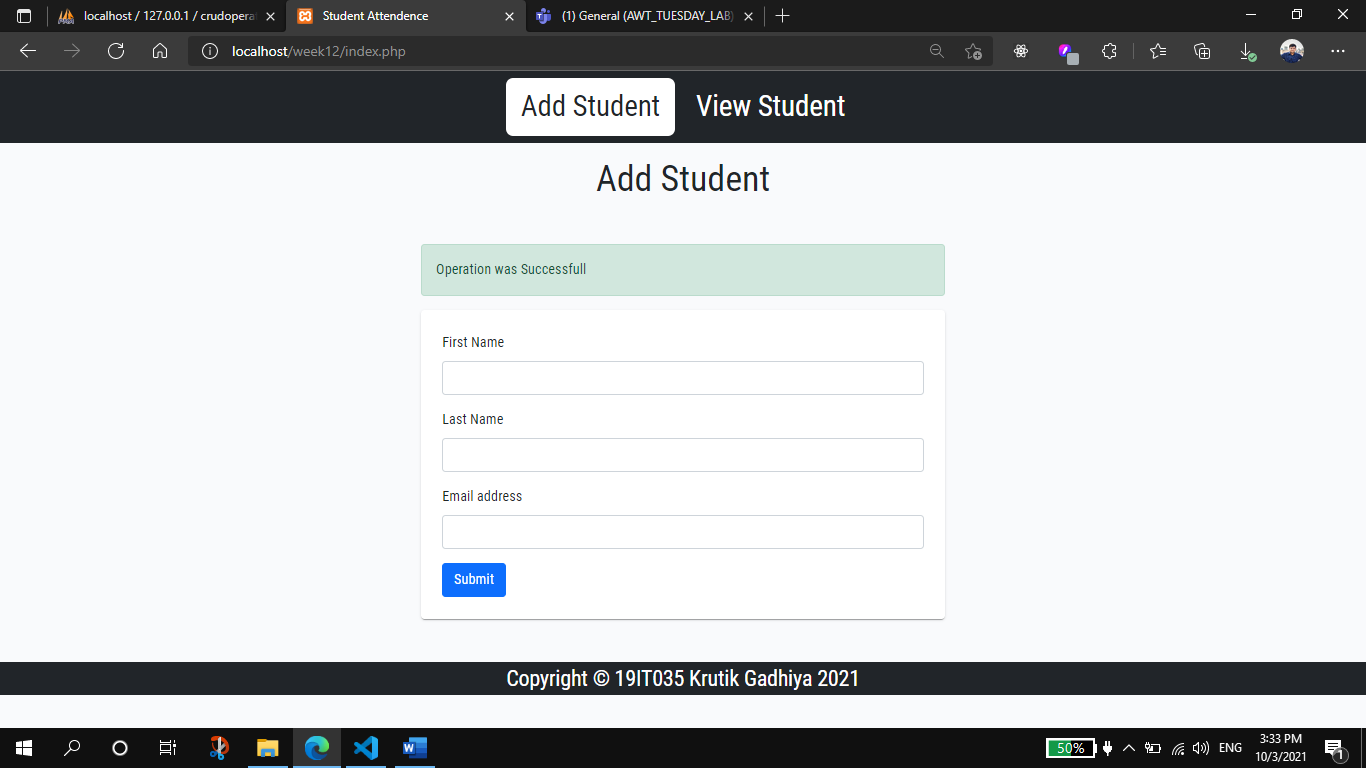 localhost / 127.0.0.1 / crudopera
Student Attendence
(1) General (AWT_TUESDAY_LAB)
localhost/week12/index.php
Add Student
View Student
Add Student
Operation was Successfull
First Name
Last Name
Email address
Submit
Copyright © 19IT035 Krutik Gadhiya 2021
50%
ENG
3:33 PM
10/3/2021
1